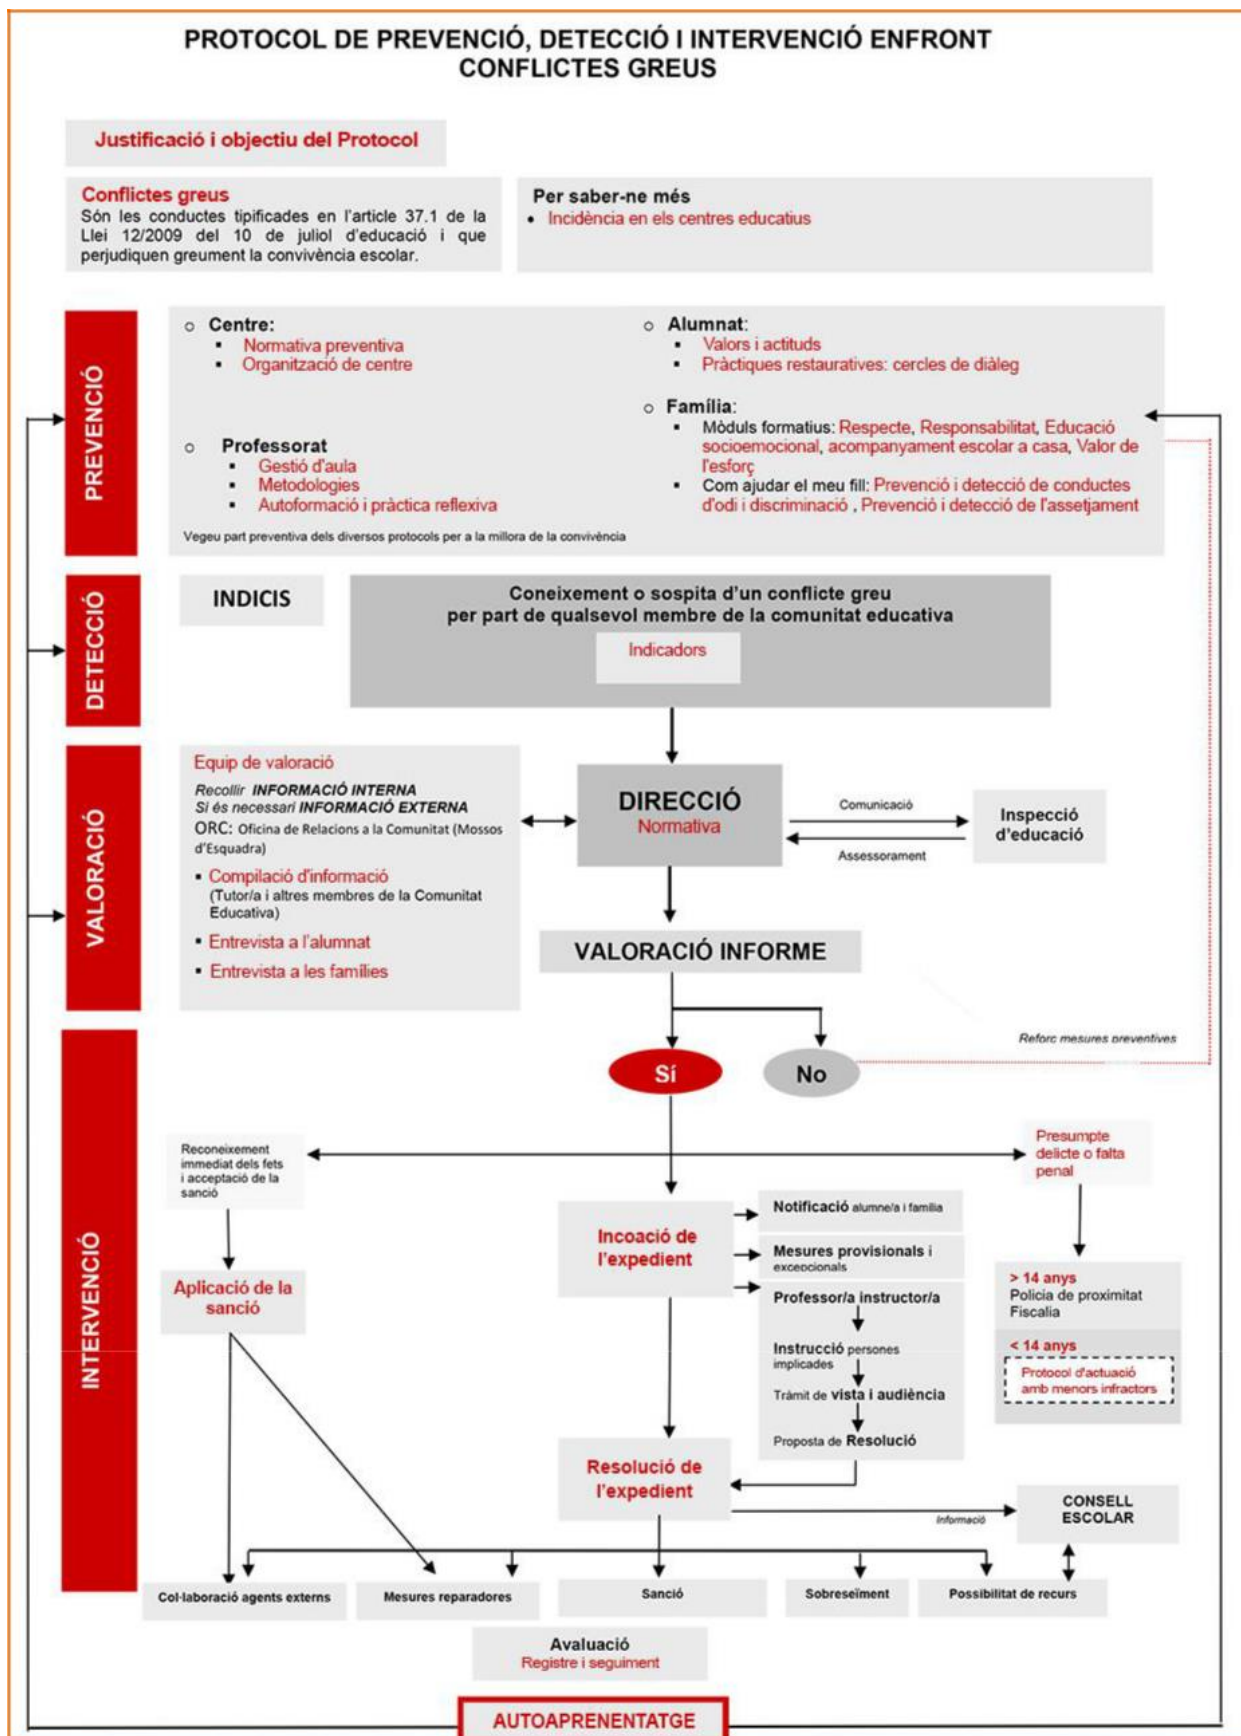 PROTOCOL DE PREVENCIÓ, DETECCIÓ I INTERVENCIÓ ENFRONT
CONFLICTES GREUS
Justificació i objectiu del Protocol
Conflictes greus
Són les conductes tipificades en l'article 37.1 de la
Llei 12/2009 del 10 de juliol d'educació i que
perjudiquen greument la convivència escolar.
Per saber-ne més
• Incidència en els centres educatius
PREVENCIÓ
o Centre:
▪ Normativa preventiva
▪ Organització de centre
o Professorat
▪ Gestió d'aula
▪ Metodologies
▪ Autoformació i pràctica reflexiva
o Alumnat:
▪ Valors i actituds
▪ Pràctiques restauratives: cercles de diàleg
o Família:
▪ Mòduls formatius: Respecte, Responsabilitat, Educació
socioemocional, acompanyament escolar a casa, Valor de
l'esforç
▪ Com ajudar el meu fill: Prevenció i detecció de conductes
d'odi i discriminació , Prevenció i detecció de l'assetjament
Vegeu part preventiva dels diversos protocols per a la millora de la convivència
DETECCIÓ
INDICIS
Coneixement o sospita d'un conflicte greu
per part de qualsevol membre de la comunitat educativa
Indicadors
VALORACIÓ
Equip de valoració
Recollir INFORMACIÓ INTERNA
Si és necessari INFORMACIÓ EXTERNA
ORC: Oficina de Relacions a la Comunitat (Mossos
d'Esquadra)
▪ Compilació d'informació
(Tutor/a i altres membres de la Comunitat
Educativa)
▪ Entrevista a l'alumnat
▪ Entrevista a les famílies
DIRECCIÓ
Normativa
Comunicació
Assessorament
Inspecció
d'educació
VALORACIÓ INFORME
Sí
No
Reforc mesures preventives
INTERVENCIÓ
Reconeixement
immediat dels fets
i acceptació de la
sanció
Presumpte
delicte o falta
penal
Aplicació de la
sanció
Incoació de
l'expedient
Notificació alumne/a i família
Mesures provisionals i
excepcionals
Professor/a instructor/a
Instrucció persones
implicades
Tràmit de vista i audiència
Proposta de Resolució
> 14 anys
Policia de proximitat
Fiscalia
< 14 anys
Protocol d'actuació
amb menors infractors
Resolució de
l'expedient
Informació
CONSELL
ESCOLAR
Col·laboració agents externs
Mesures reparadores
Sanció
Sobreseïment
Possibilitat de recurs
Avaluació
Registre i seguiment
AUTOAPRENENTATGE